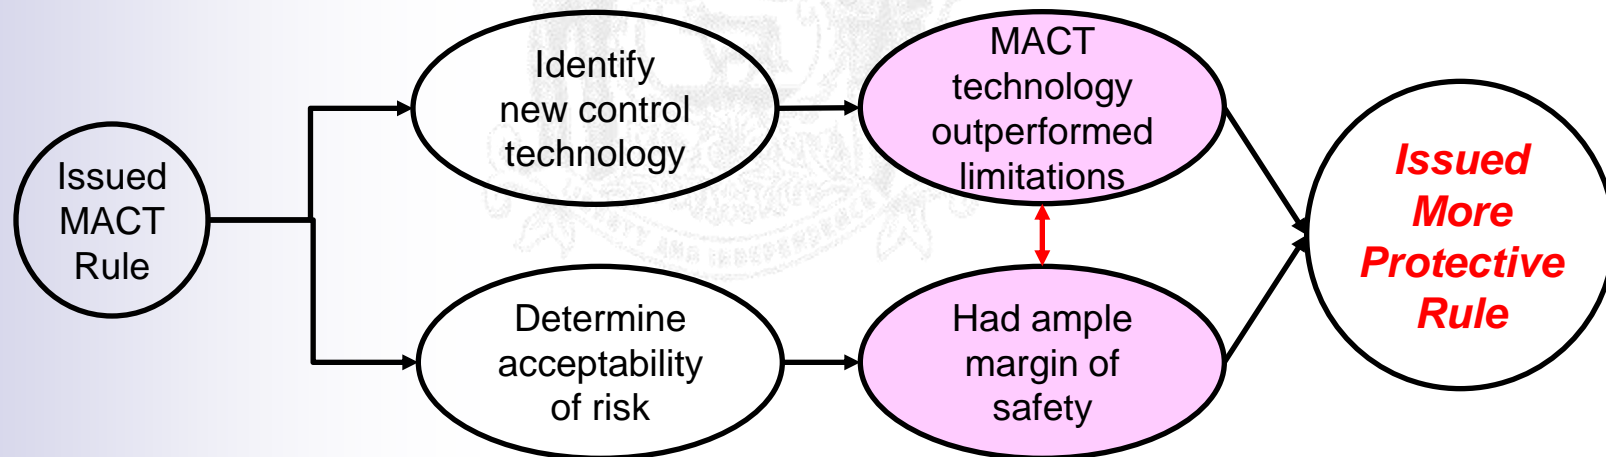 Issued
MACT
Rule
Identify
new control
technology
MACT
technology
outperformed
limitations
Determine
acceptability
of risk
Had ample
margin of
safety
Issued
More
Protective
Rule